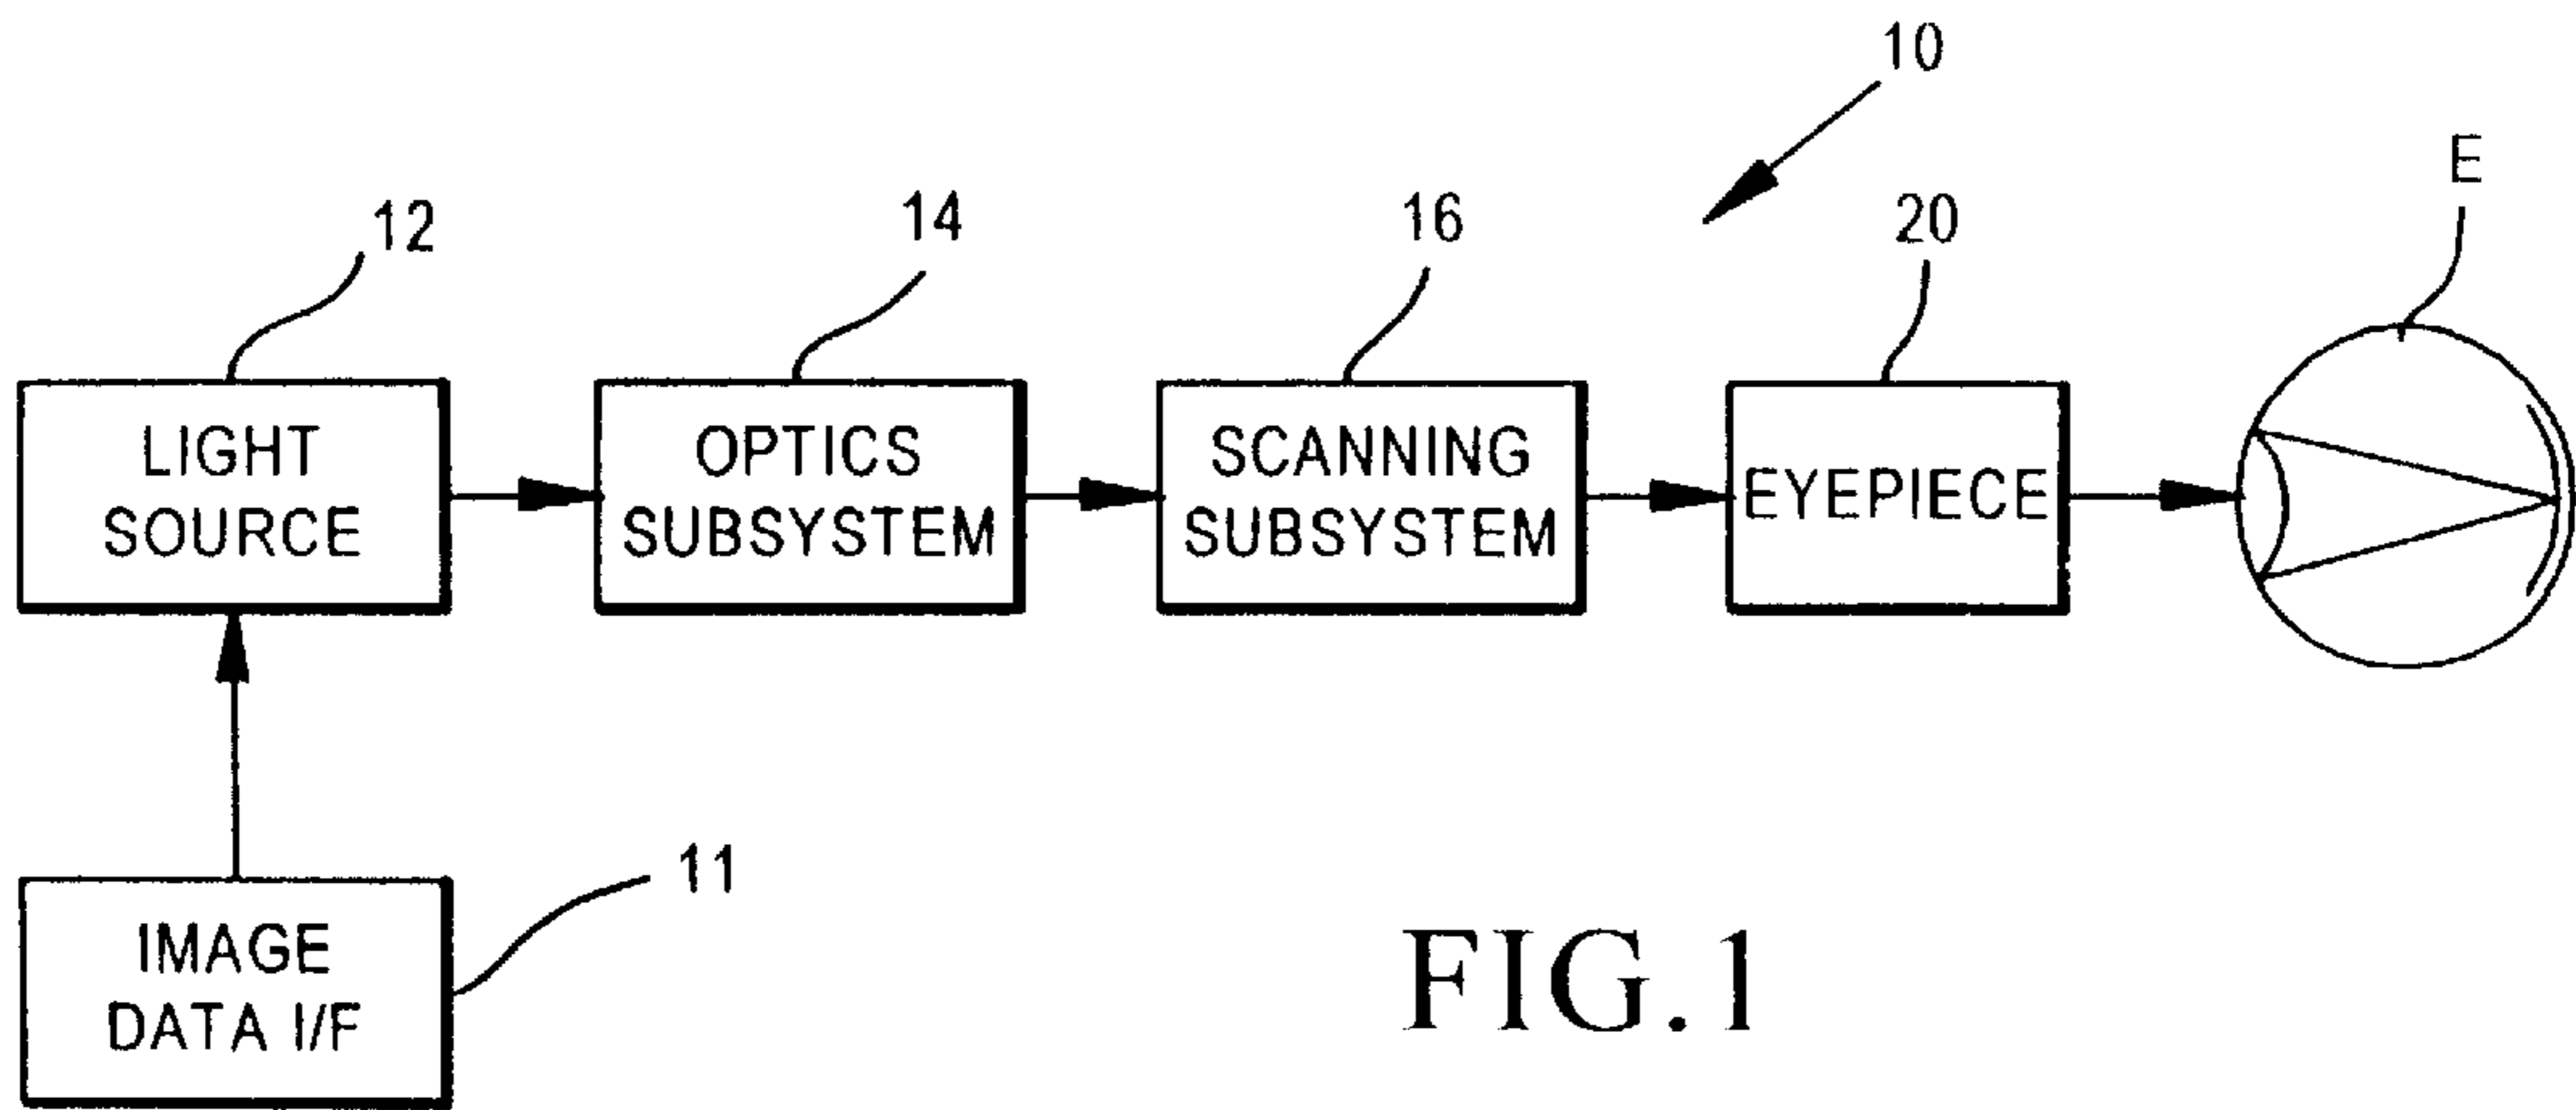 10
E
12
14
16
20
LIGHT
SOURCE
OPTICS
SUBSYSTEM
SCANNING
SUBSYSTEM
EYEPIECE
11
IMAGE
DATA I/F
FIG.1